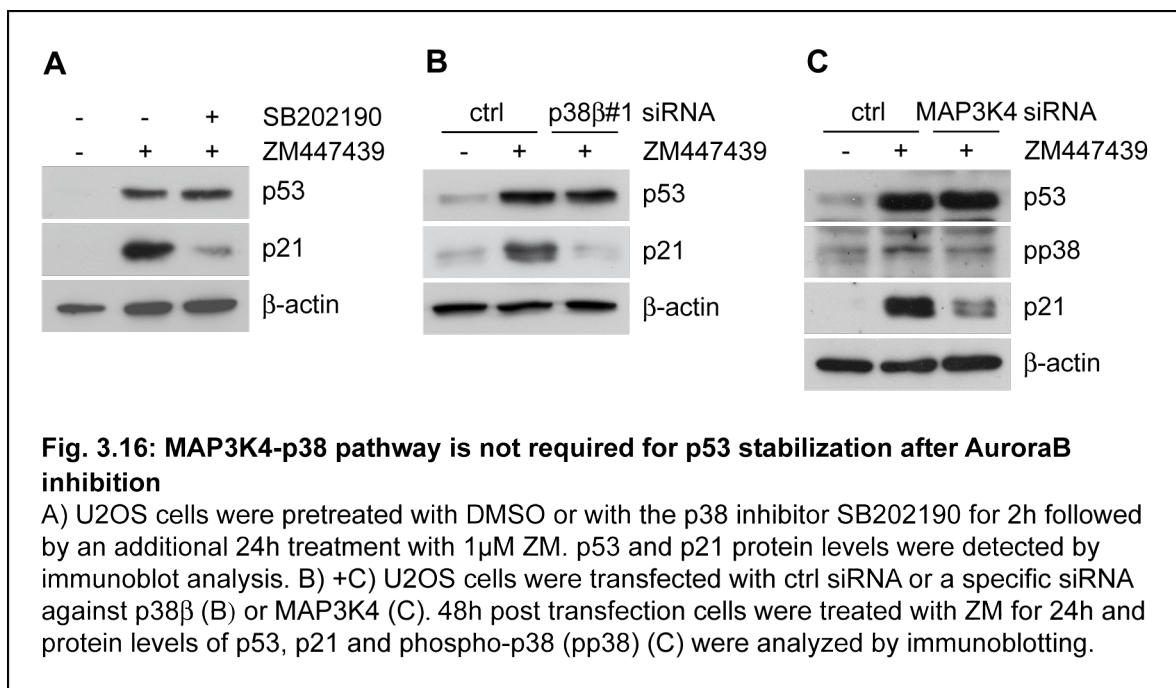 A
- - + SB202190
- + + ZM447439
p53
p21
β-actin
B
ctrl p38β#1 siRNA
- + + ZM447439
p53
p21
β-actin
C
ctrl MAP3K4 siRNA
- + + ZM447439
p53
pp38
p21
β-actin
Fig. 3.16: MAP3K4-p38 pathway is not required for p53 stabilization after AuroraB
inhibition
A) U2OS cells were pretreated with DMSO or with the p38 inhibitor SB202190 for 2h followed
by an additional 24h treatment with 1µM ZM. p53 and p21 protein levels were detected by
immunoblot analysis. B) +C) U2OS cells were transfected with ctrl siRNA or a specific siRNA
against p38β (B) or MAP3K4 (C). 48h post transfection cells were treated with ZM for 24h and
protein levels of p53, p21 and phospho-p38 (pp38) (C) were analyzed by immunoblotting.